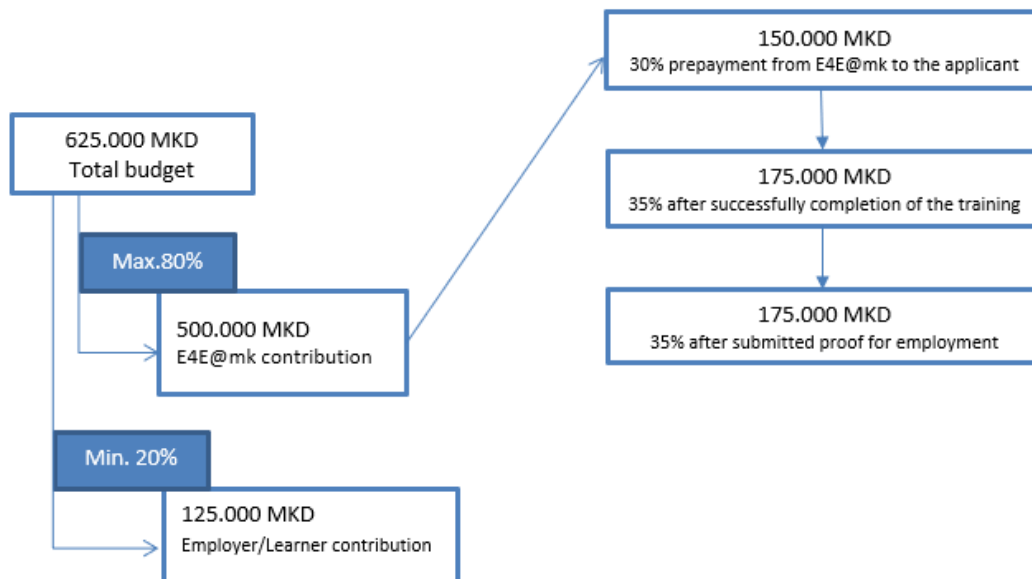 625.000 MKD
Total budget
Max.80%
500.000 MKD
E4E@mk contribution
Min. 20%
125.000 MKD
Employer/Learner contribution
150.000 MKD
30% prepayment from E4E@mk to the applicant
175.000 MKD
35% after successfully completion of the training
175.000 MKD
35% after submitted proof for employment